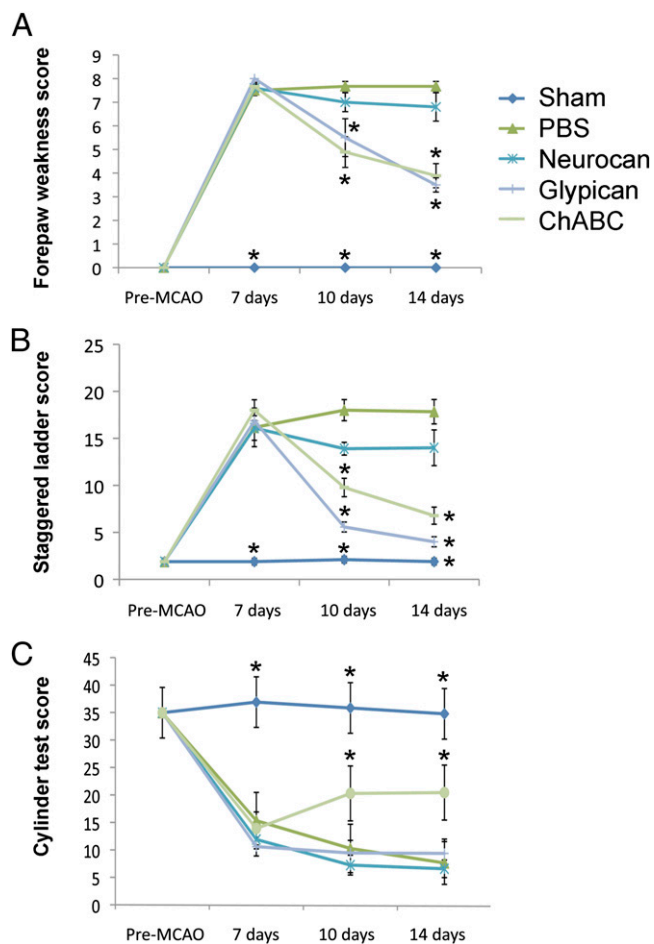 A
Forepaw weakness score
9
8
7
6
5
4
3
2
1
0
* * * * * * *
Pre-MCAO 7 days 10 days 14 days
Sham
PBS
Neurocan
Glypican
ChABC
B
Staggered ladder score
25
20
15
10
5
0
* * * * * * *
Pre-MCAO 7 days 10 days 14 days
C
Cylinder test score
45
40
35
30
25
20
15
10
5
0
* * * * *
Pre-MCAO 7 days 10 days 14 days